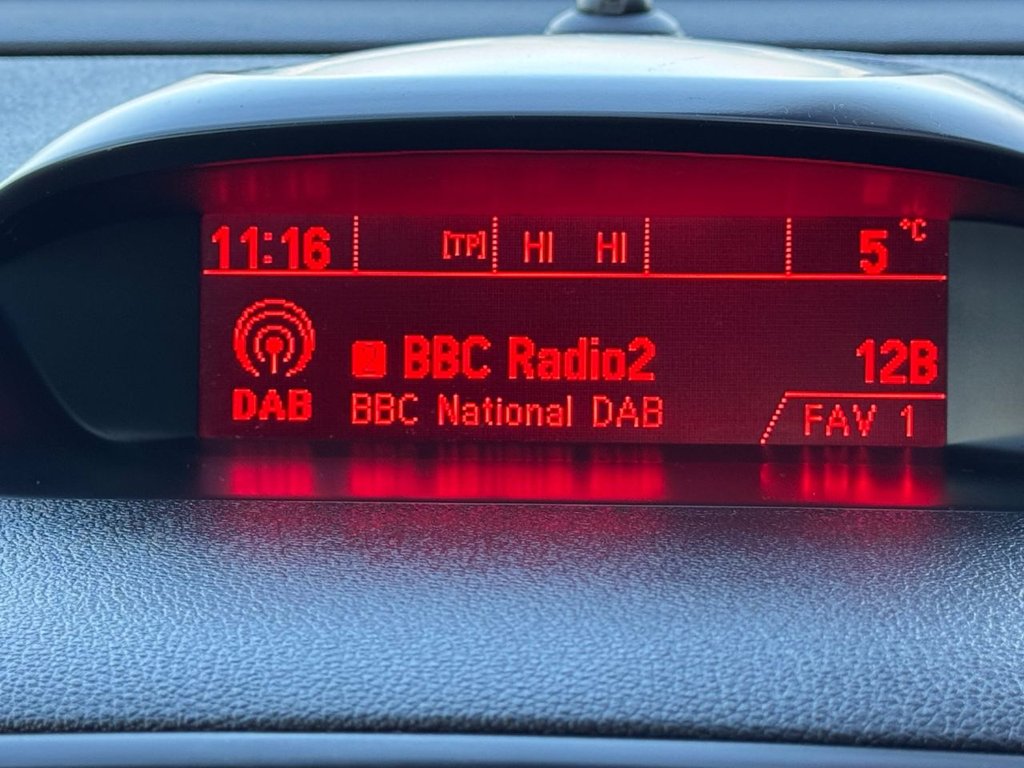 11:16 [TP] HI HI 5 °C
BBC Radio2 12B
DAB BBC National DAB FAV 1